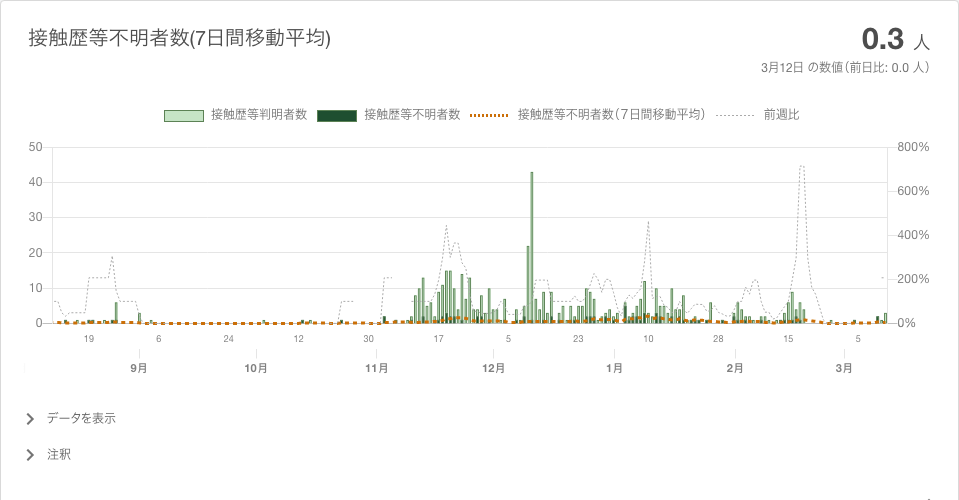 接触歴等不明者数(7日間移動平均)
0.3 人
3月12日 の数値（前日比: 0.0 人）
接触歴等判明者数 接触歴等不明者数 接触歴等不明者数（7日間移動平均） 前週比
50 800%
40 600%
30 400%
20 200%
10 0%
0
19 6 24 12 30 17 5 23 10 28 15 5
9月 10月 11月 12月 1月 2月 3月
データを表示
注釈